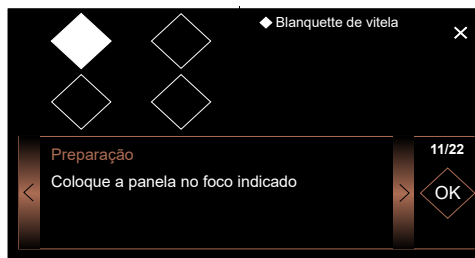 Blanquette de vitela
Preparação
11/22
Coloque a panela no foco indicado
OK